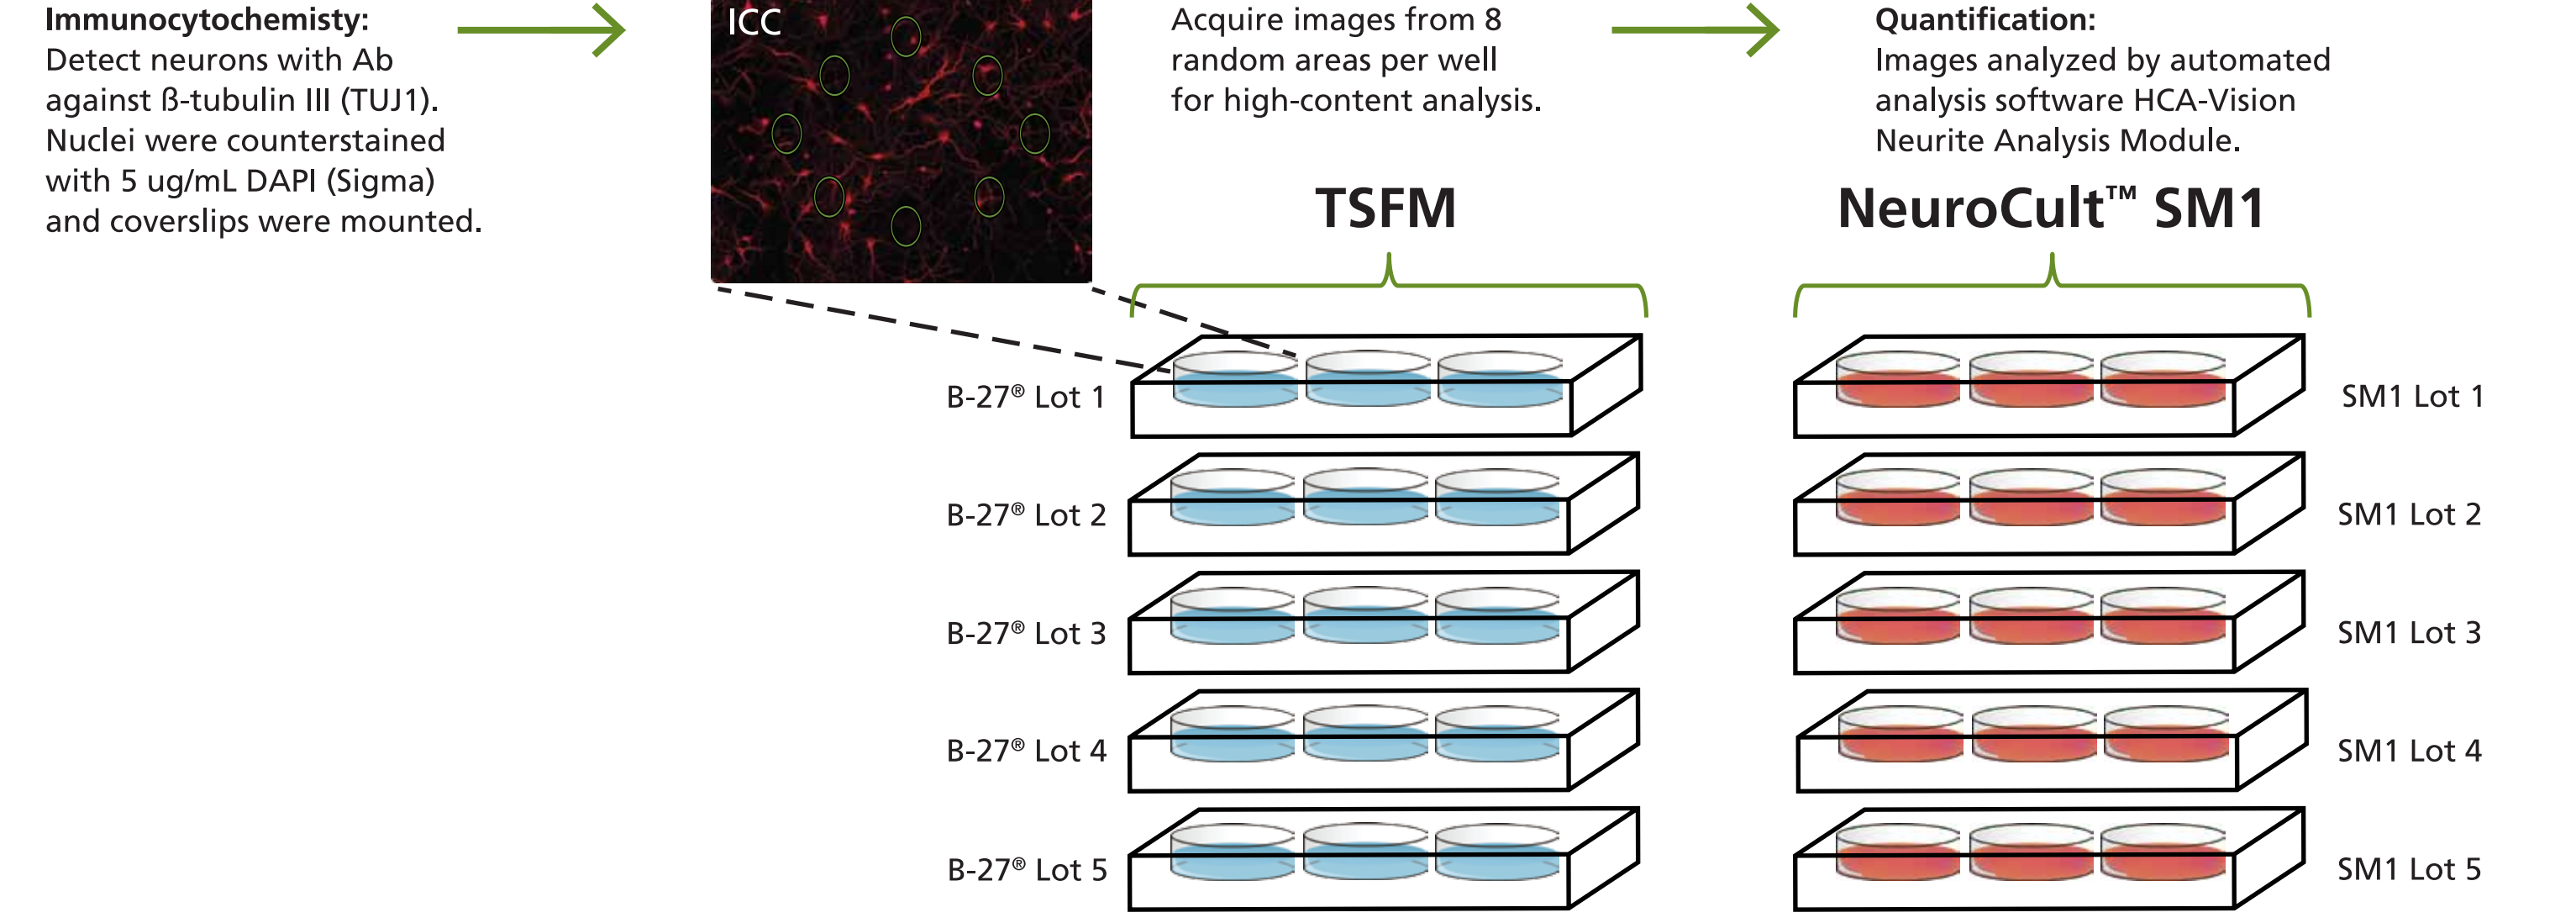 Immunocytochemisty:
Detect neurons with Ab
against ß-tubulin III (TUJ1).
Nuclei were counterstained
with 5 ug/mL DAPI (Sigma)
and coverslips were mounted.
ICC
Acquire images from 8
random areas per well
for high-content analysis.
Quantification:
Images analyzed by automated
analysis software HCA-Vision
Neurite Analysis Module.
TSFM
NeuroCult™ SM1
B-27® Lot 1
SM1 Lot 1
B-27® Lot 2
SM1 Lot 2
B-27® Lot 3
SM1 Lot 3
B-27® Lot 4
SM1 Lot 4
B-27® Lot 5
SM1 Lot 5